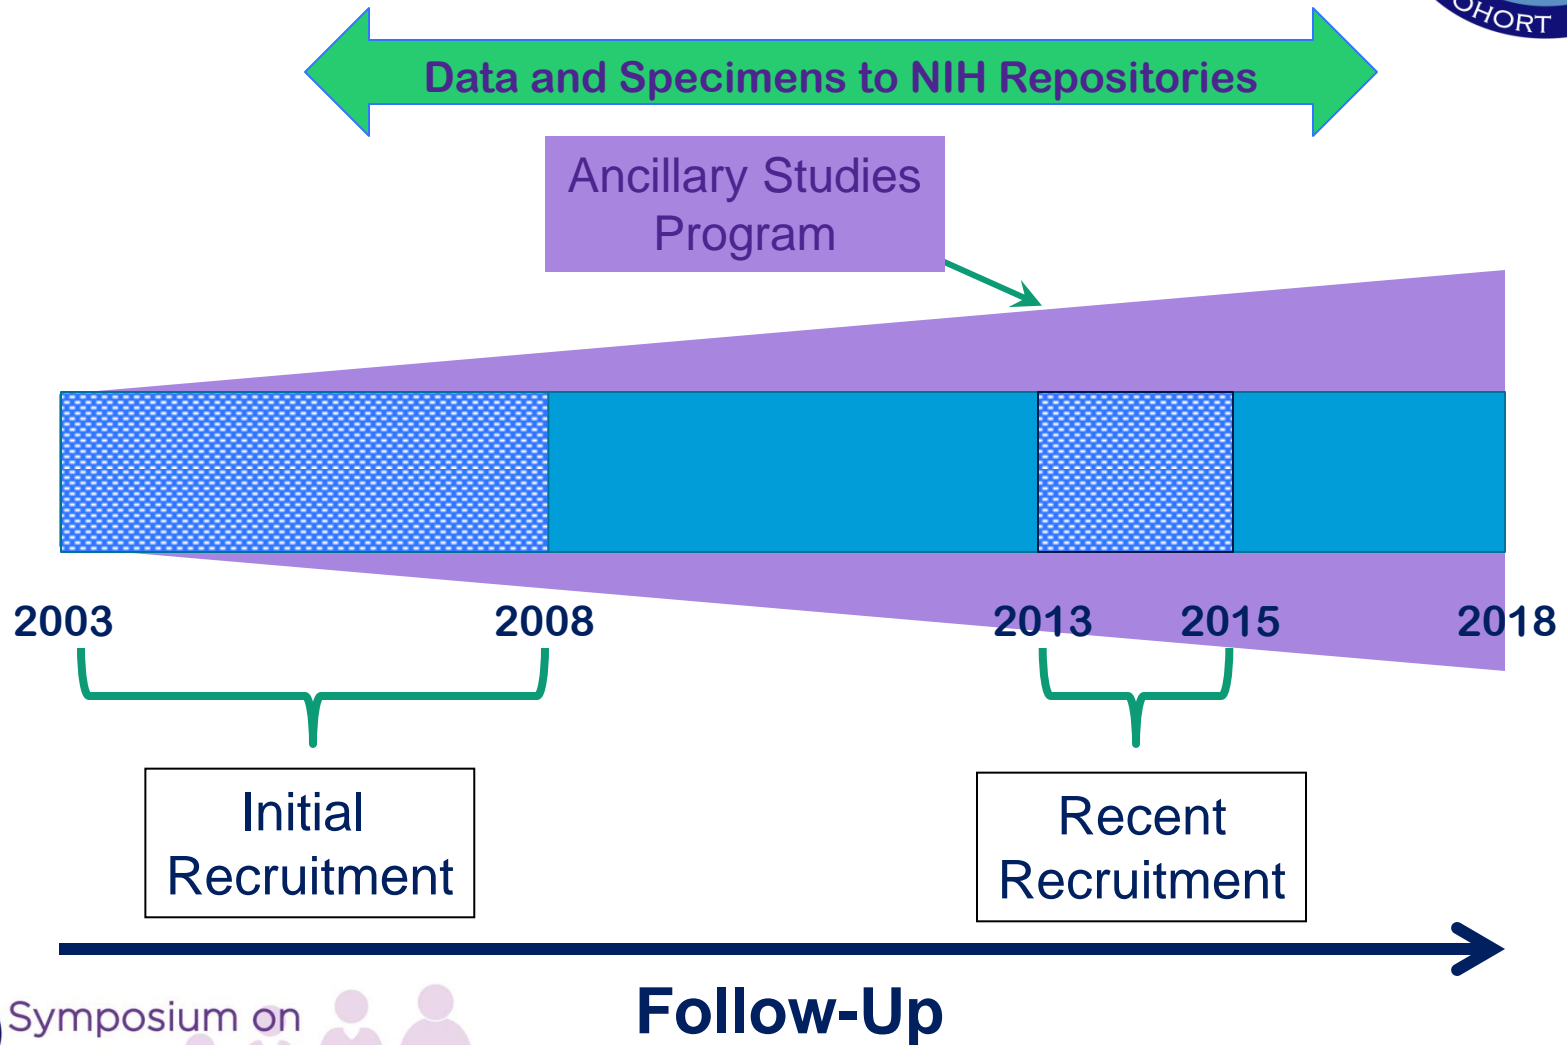 OHORT
Data and Specimens to NIH Repositories
Ancillary Studies
Program
2003
2008
2013
2015
2018
Initial
Recruitment
Recent
Recruitment
Follow-Up
Symposium on